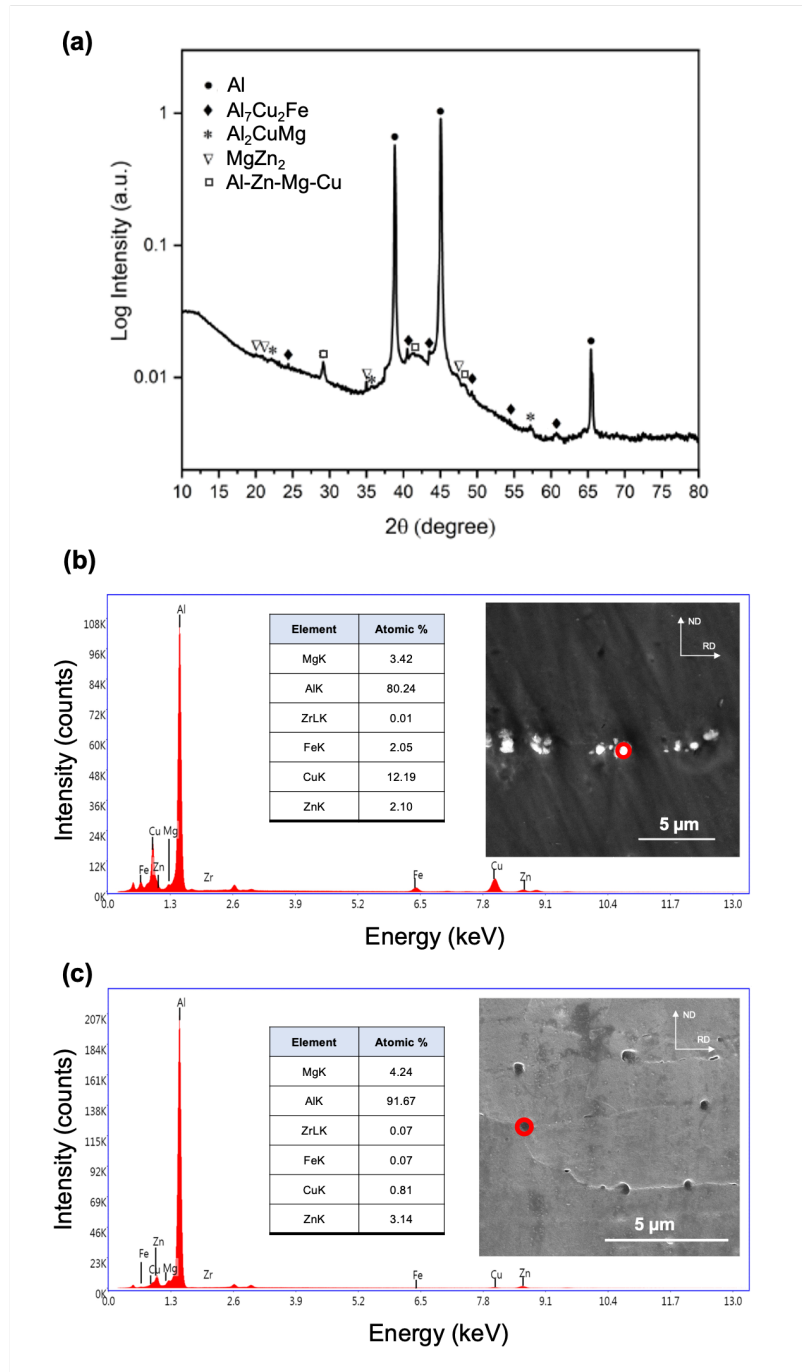 (a)
● Al
♦ Al₇Cu₂Fe
* Al₂CuMg
▽ MgZn₂
□ Al-Zn-Mg-Cu
Log Intensity (a.u.)
1
0.1
0.01
10 15 20 25 30 35 40 45 50 55 60 65 70 75 80
2θ (degree)
(b)
Intensity (counts)
108K
96K
84K
72K
60K
48K
36K
24K
12K
0K
Al
Cu Mg
Fe Zn
Zr
Fe
Cu
Zn
Element Atomic %
MgK 3.42
AlK 80.24
ZrLK 0.01
FeK 2.05
CuK 12.19
ZnK 2.10
ND
RD
5 µm
0.0 1.3 2.6 3.9 5.2 6.5 7.8 9.1 10.4 11.7 13.0
Energy (keV)
(c)
Intensity (counts)
207K
184K
161K
138K
115K
92K
69K
46K
23K
0K
Al
Zn
Fe
Cu Mg
Zr
Fe
Cu
Zn
Element Atomic %
MgK 4.24
AlK 91.67
ZrLK 0.07
FeK 0.07
CuK 0.81
ZnK 3.14
ND
RD
5 µm
0.0 1.3 2.6 3.9 5.2 6.5 7.8 9.1 10.4 11.7 13.0
Energy (keV)